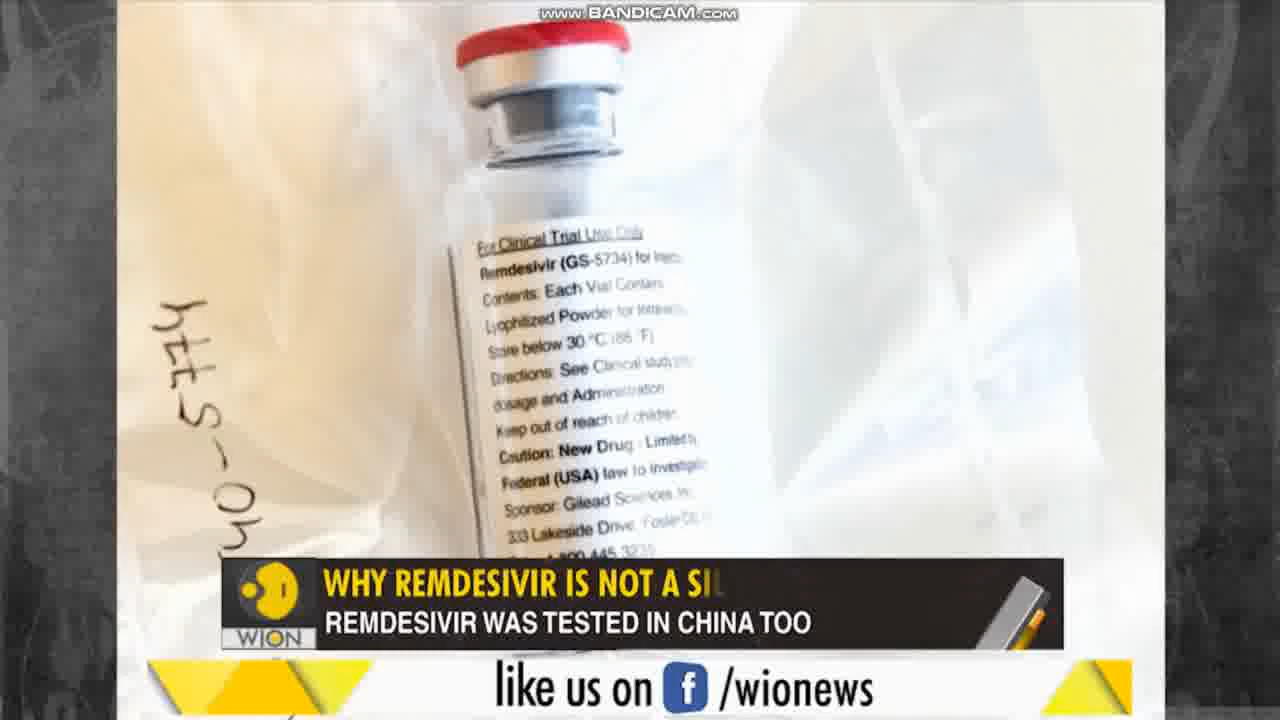 www.BANDICAM.com
For Clinical Trial Use Only
Remdesivir (GS-5734) for
Contents: Each Vial Contains
Lyophilized Powder for
Store below 30 °C (86 °F)
Directions: See Clinical study
dosage and Administration
Keep out of reach of children
Caution: New Drug - Limited by
Federal (USA) law to
Sponsor: Gilead Sciences, Inc
333 Lakeside Drive, Foster
WHY REMDESIVIR IS NOT A SIL
REMDESIVIR WAS TESTED IN CHINA TOO
WION
like us on f /wionews